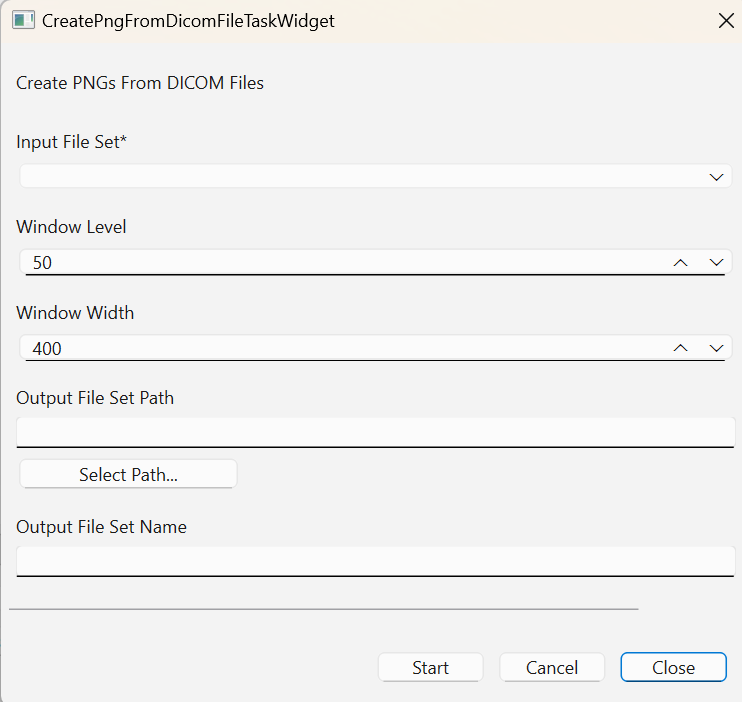 CreatePngFromDicomFileTaskWidget
Create PNGs From DICOM Files
Input File Set*
Window Level
50
Window Width
400
Output File Set Path
Select Path...
Output File Set Name
Start Cancel Close